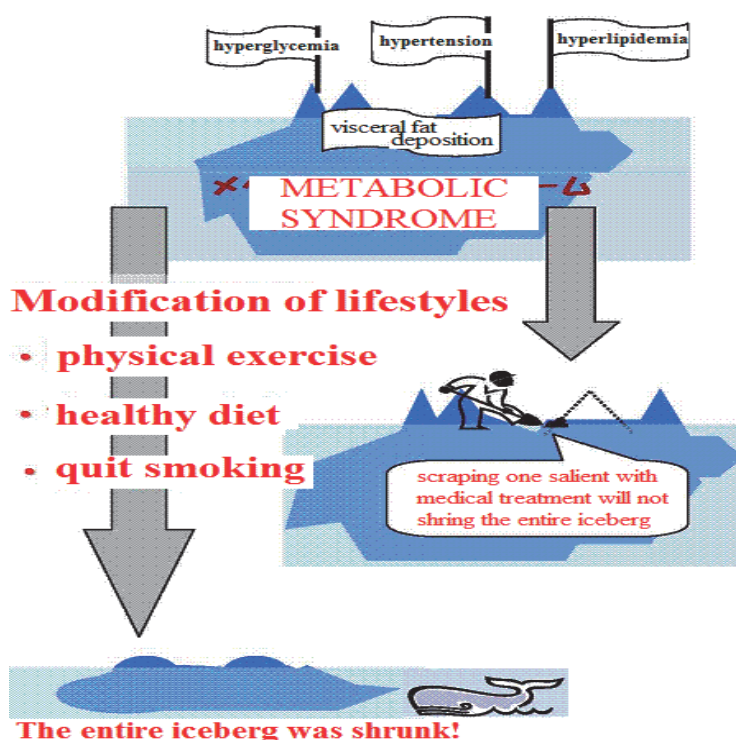 hyperglycemia
hypertension
hyperlipidemia
visceral fat
deposition
METABOLIC
SYNDROME
Modification of lifestyles
• physical exercise
• healthy diet
• quit smoking
scraping one salient with
medical treatment will not
shring the entire iceberg
The entire iceberg was shrunk!